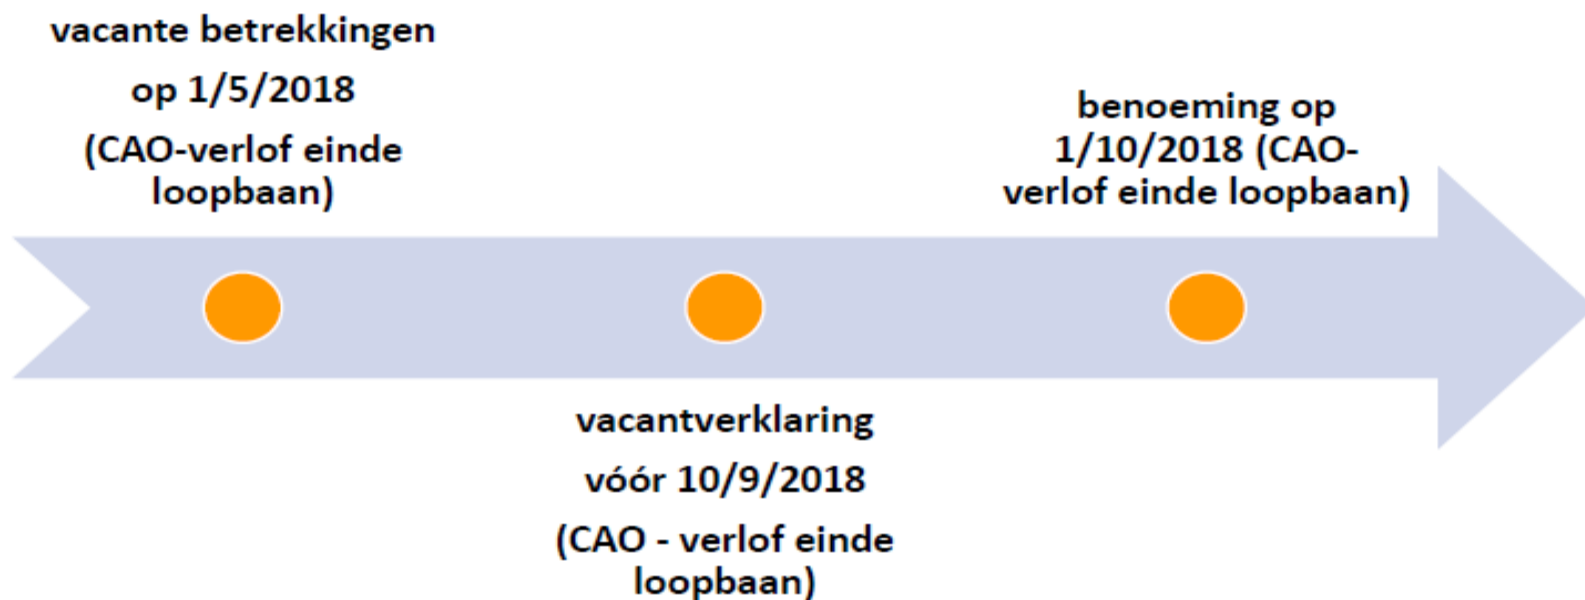 vacante betrekkingen
op 1/5/2018
(CAO-verlof einde
loopbaan)
benoeming op
1/10/2018 (CAO-
verlof einde loopbaan)
vacantverklaring
vóór 10/9/2018
(CAO - verlof einde
loopbaan)